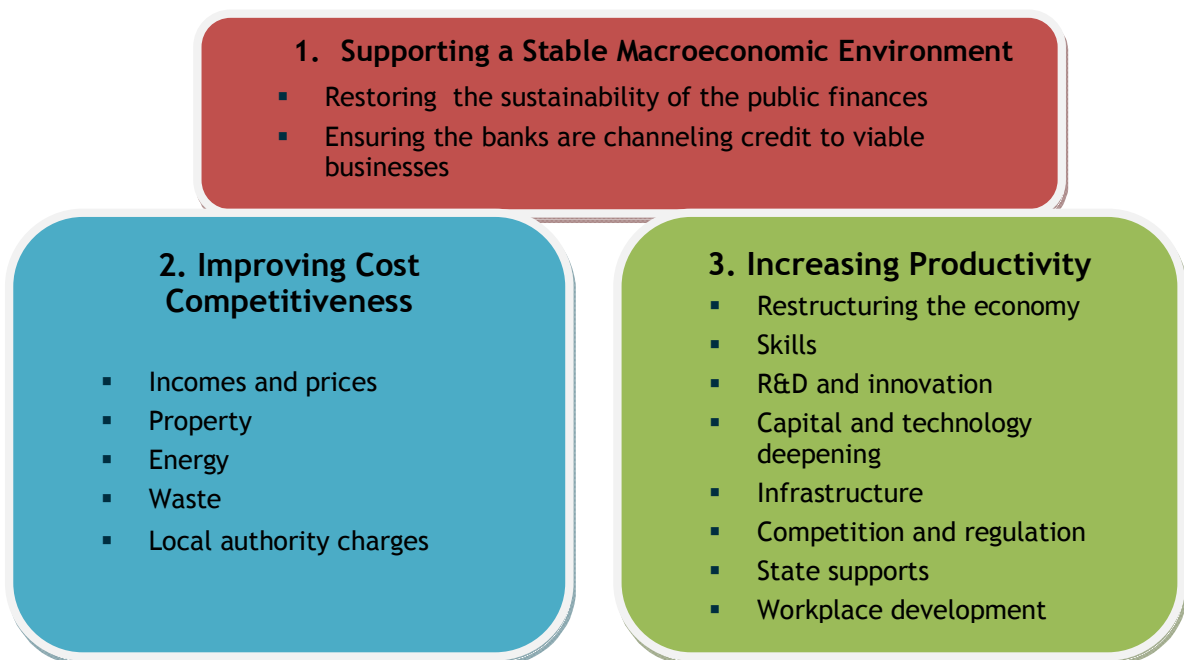 1. Supporting a Stable Macroeconomic Environment
▪ Restoring the sustainability of the public finances
▪ Ensuring the banks are channeling credit to viable
businesses
2. Improving Cost
Competitiveness
▪ Incomes and prices
▪ Property
▪ Energy
▪ Waste
▪ Local authority charges
3. Increasing Productivity
▪ Restructuring the economy
▪ Skills
▪ R&D and innovation
▪ Capital and technology
deepening
▪ Infrastructure
▪ Competition and regulation
▪ State supports
▪ Workplace development